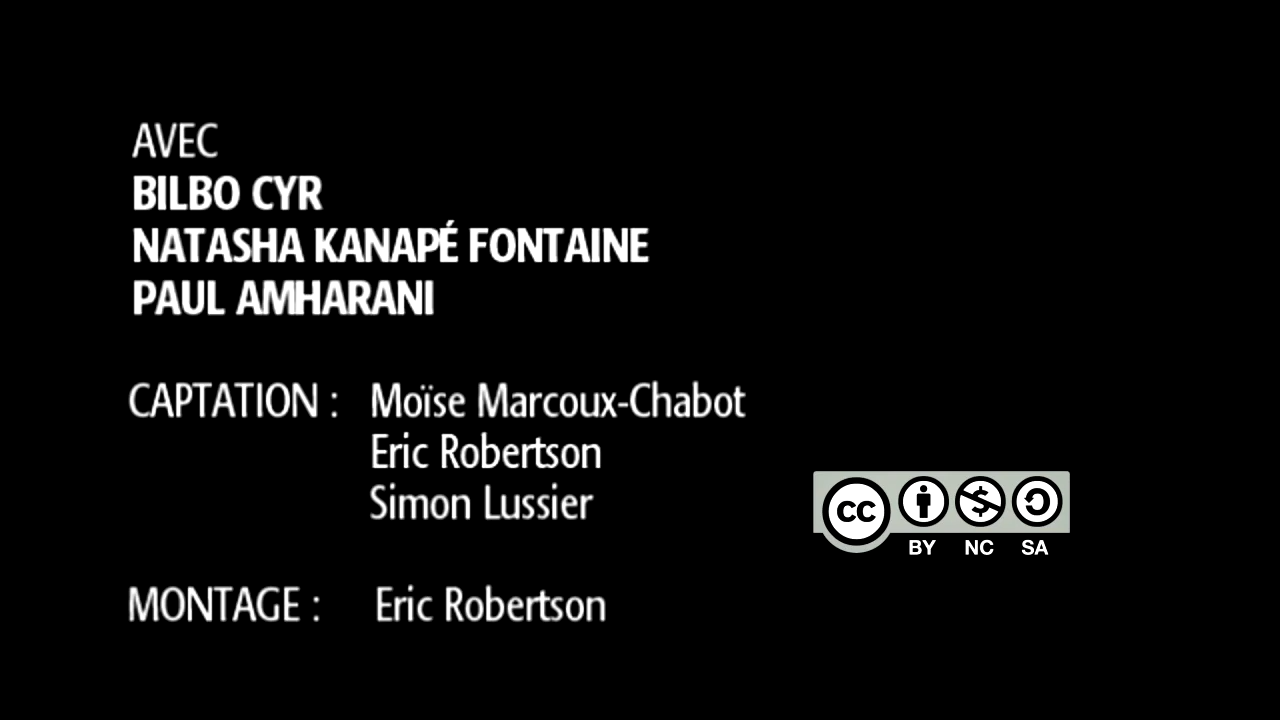 AVEC
BILBO CYR
NATASHA KANAPÉ FONTAINE
PAUL AMHARANI
CAPTATION : Moïse Marcoux-Chabot
Eric Robertson
Simon Lussier
cc
BY NC SA
MONTAGE : Eric Robertson